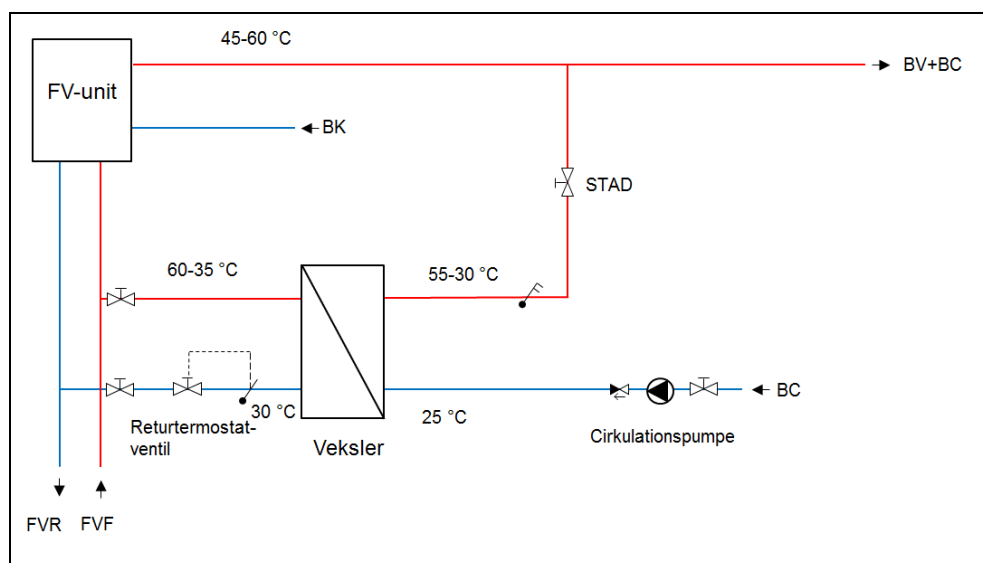 45-60 °C
BV+BC
FV-unit
BK
STAD
60-35 °C
55-30 °C
30 °C
25 °C
BC
Returtermostat-
ventil
Veksler
Cirkulationspumpe
FVR
FVF